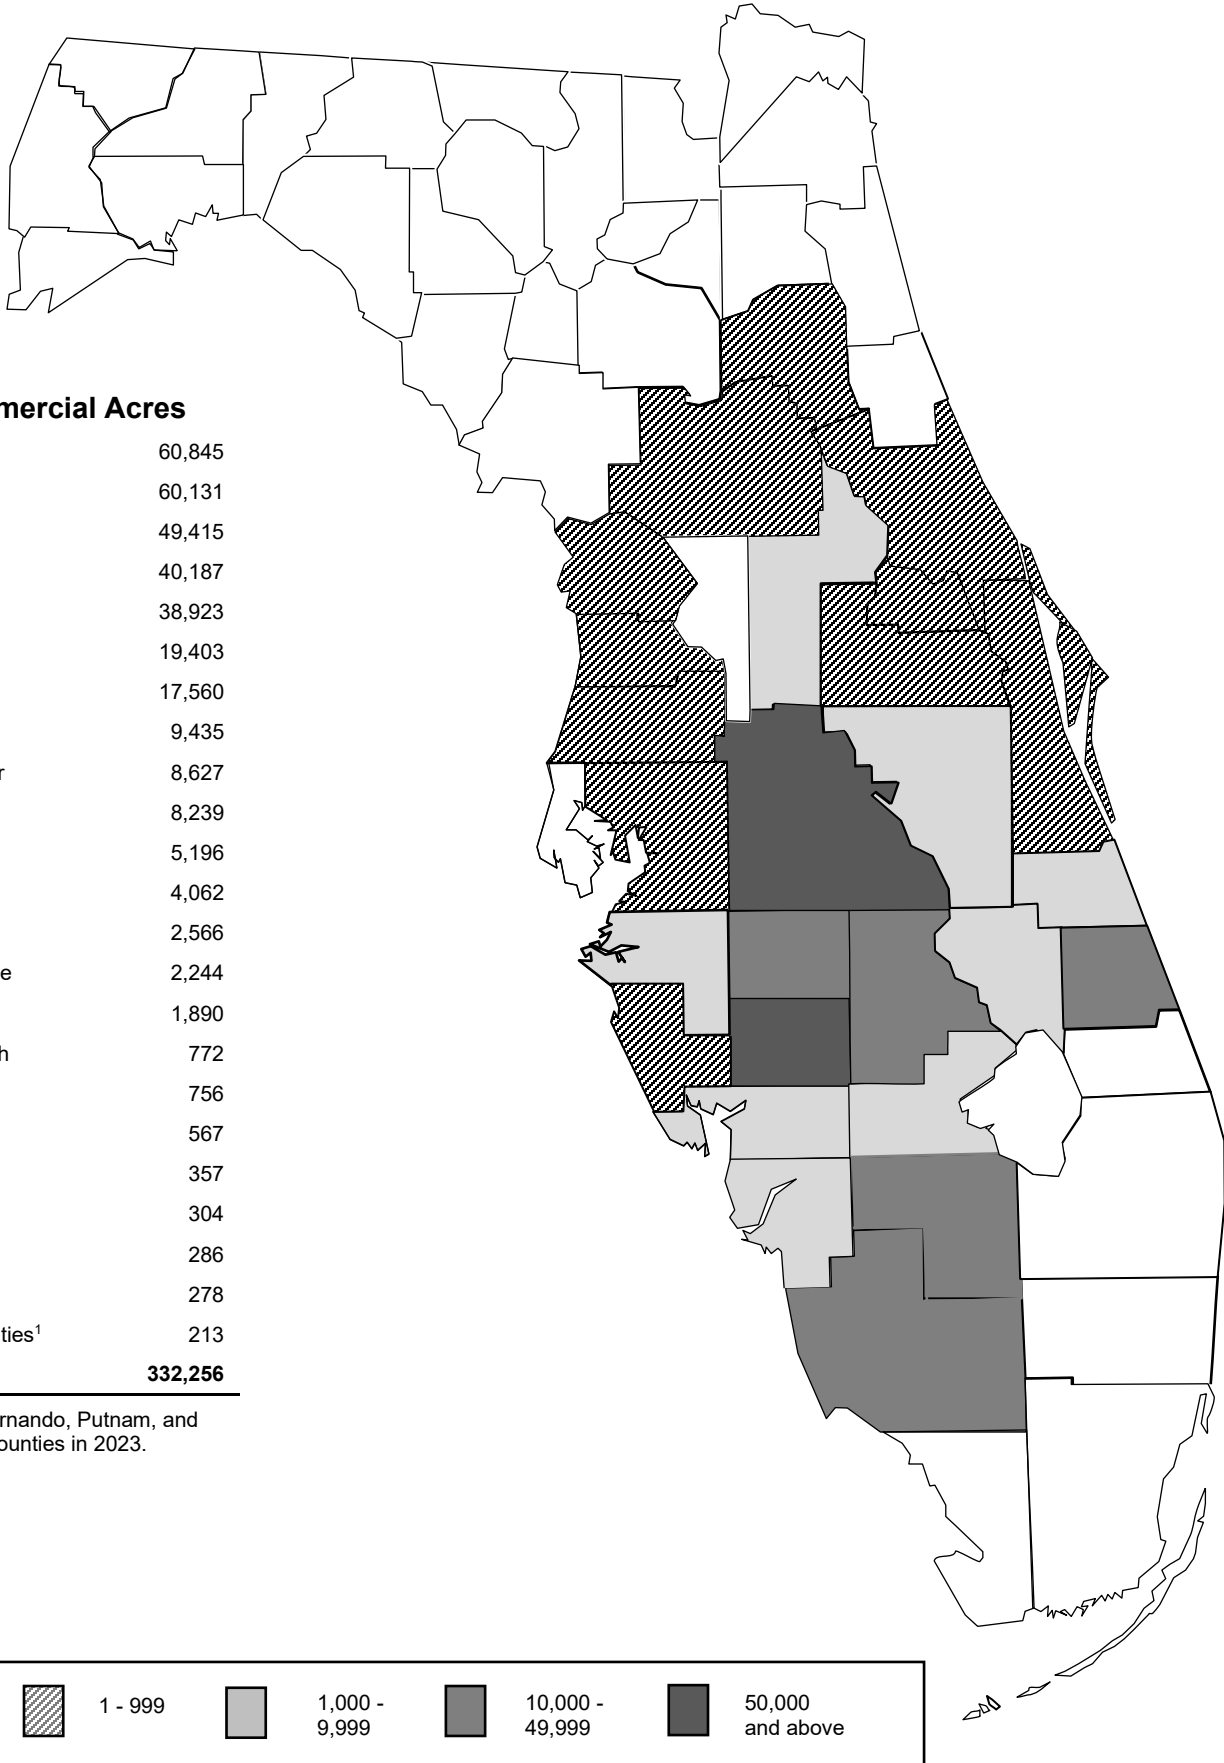 mercial Acres
60,845
60,131
49,415
40,187
38,923
19,403
17,560
9,435
r 8,627
8,239
5,196
4,062
2,566
e 2,244
1,890
h 772
756
567
357
304
286
278
ties¹ 213
332,256
rnando, Putnam, and
ounties in 2023.
1 - 999
1,000 -
9,999
10,000 -
49,999
50,000
and above